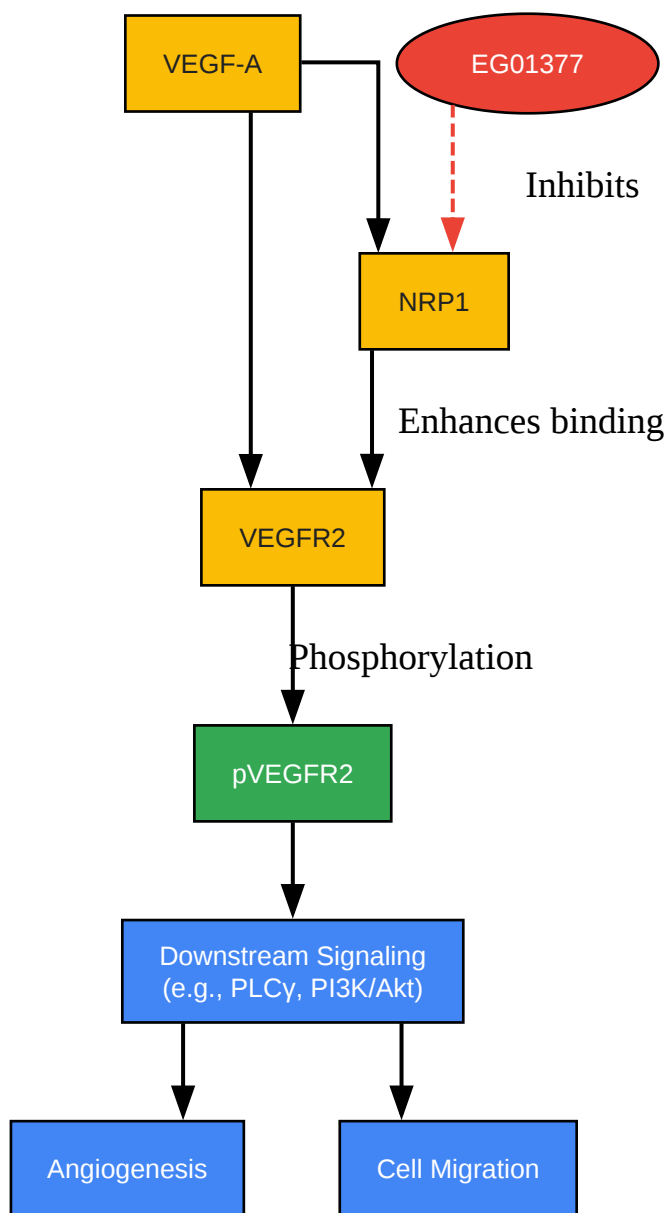 VEGF-A
EG01377
Inhibits
NRP1
Enhances binding
VEGFR2
Phosphorylation
pVEGFR2
Downstream Signaling
(e.g., PLCγ, PI3K/Akt)
Angiogenesis
Cell Migration